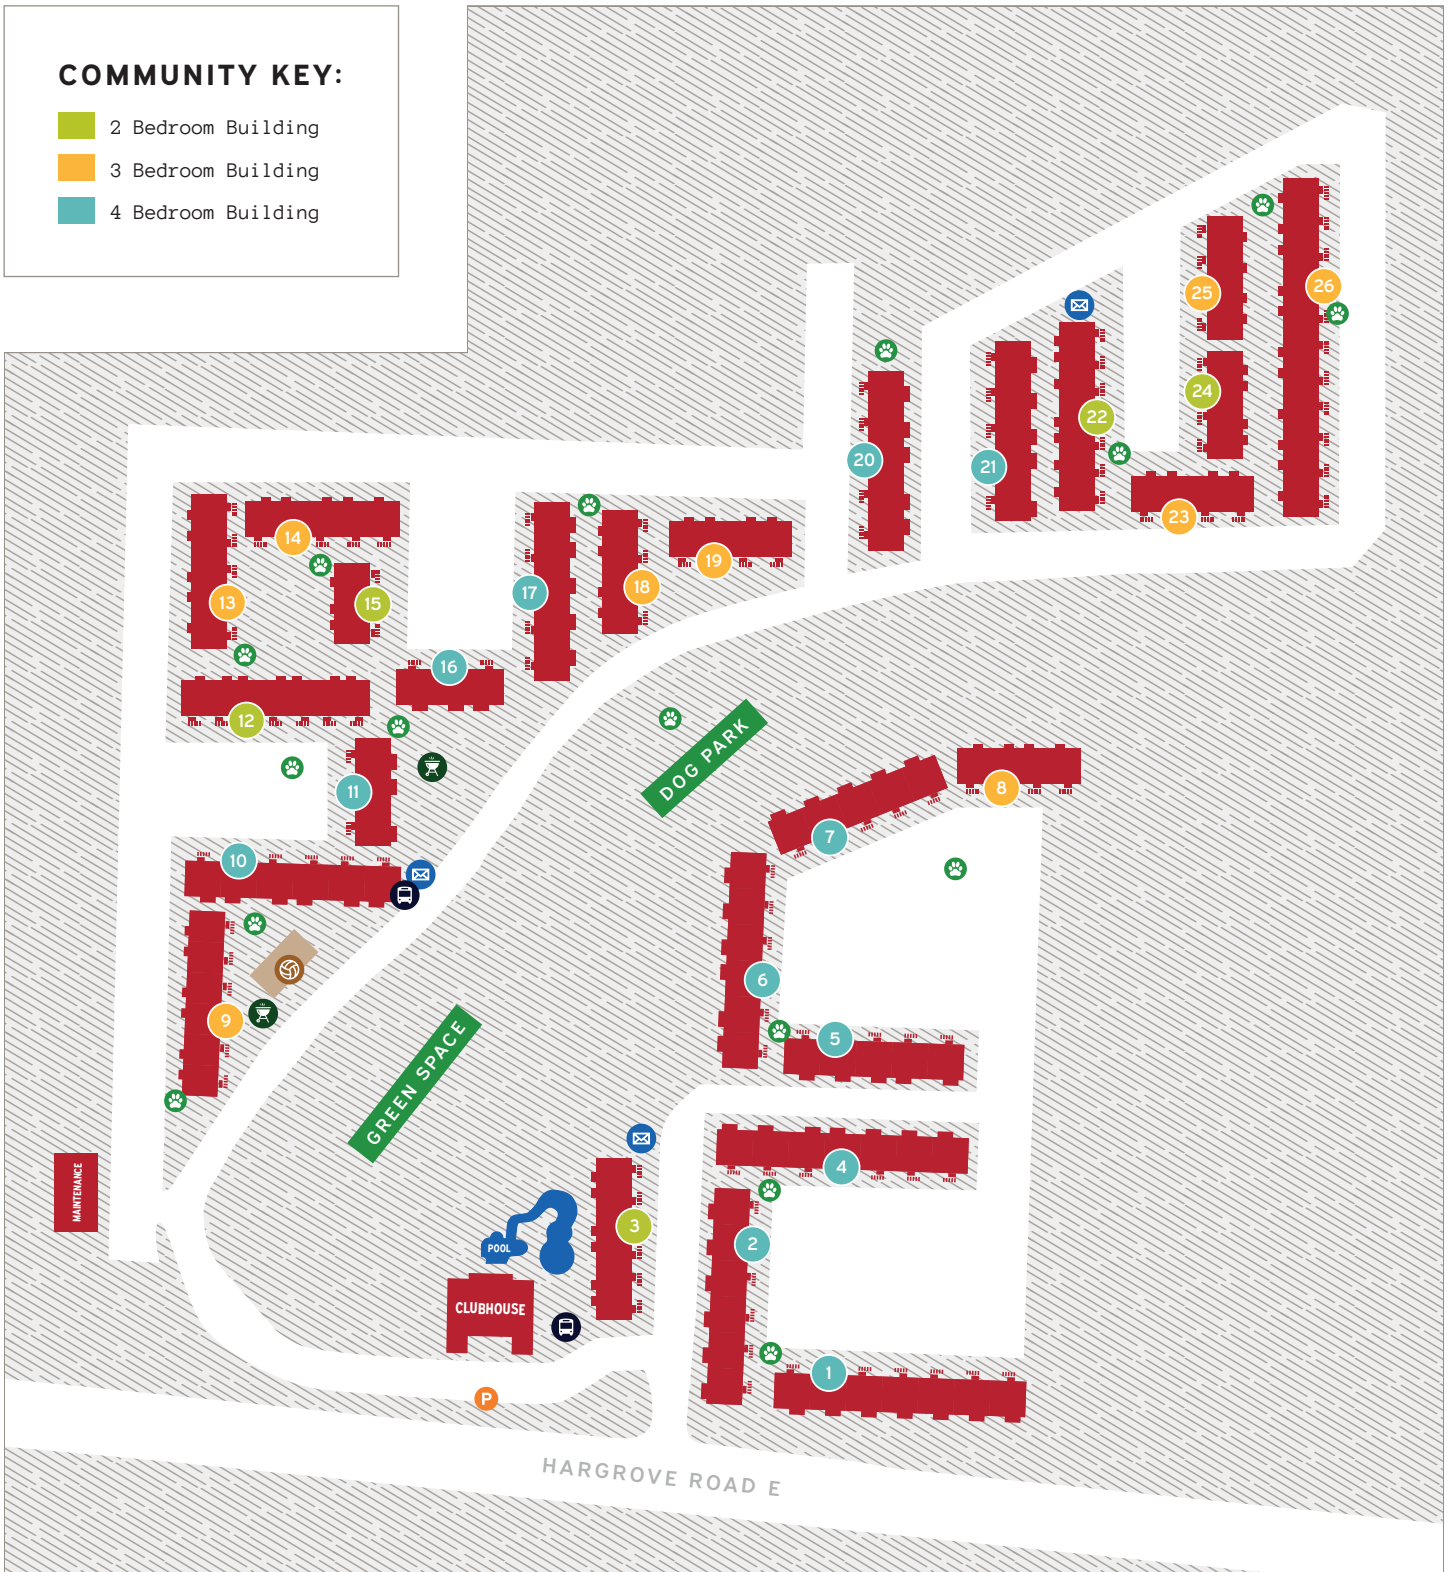 COMMUNITY KEY:
2 Bedroom Building
3 Bedroom Building
4 Bedroom Building
26
25
24
22
20
21
23
14
19
18
17
13
15
16
12
DOG PARK
8
11
7
10
6
9
5
GREEN SPACE
4
MAINTENANCE
3
2
POOL
CLUBHOUSE
1
P
HARGROVE ROAD E